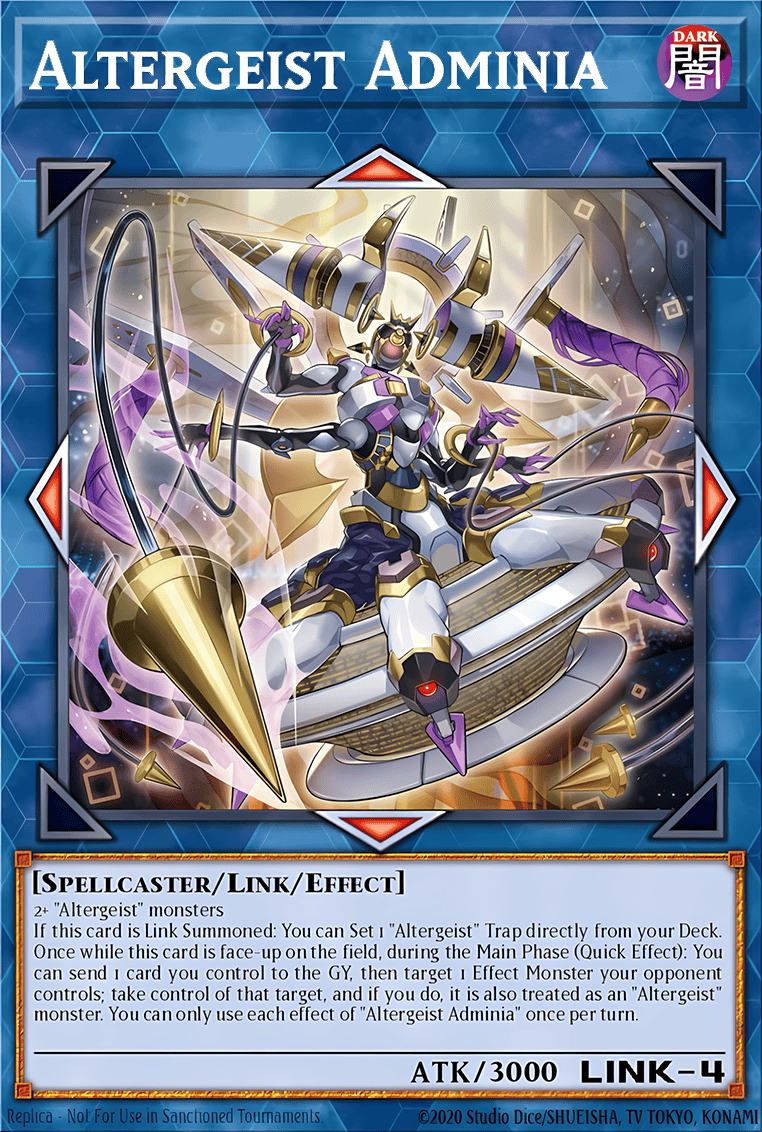 ALTERGEIST ADMINIA
DARK
闇
[SPELLCASTER/LINK/EFFECT]
2+ "Altergeist" monsters
If this card is Link Summoned: You can Set 1 "Altergeist" Trap directly from your Deck.
Once while this card is face-up on the field, during the Main Phase (Quick Effect): You
can send 1 card you control to the GY, then target 1 Effect Monster your opponent
controls; take control of that target, and if you do, it is also treated as an "Altergeist"
monster. You can only use each effect of "Altergeist Adminia" once per turn.
ATK/3000 LINK-4
Replica - Not For Use in Sanctioned Tournaments
©2020 Studio Dice/SHUEISHA, TV TOKYO, KONAMI